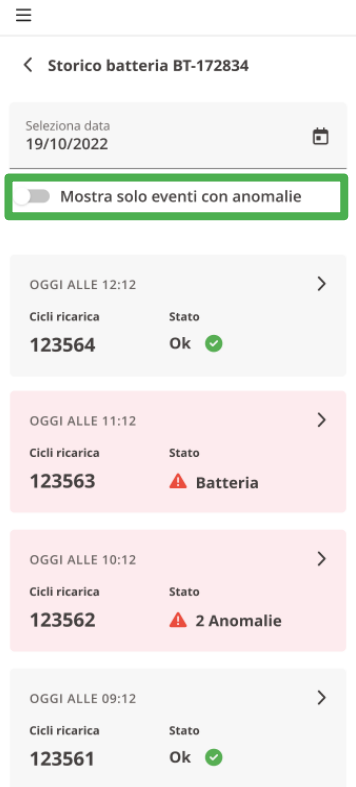 Storico batteria BT-172834
Seleziona data
19/10/2022
Mostra solo eventi con anomalie
OGGI ALLE 12:12
Cicli ricarica Stato
123564 Ok
OGGI ALLE 11:12
Cicli ricarica Stato
123563 Batteria
OGGI ALLE 10:12
Cicli ricarica Stato
123562 2 Anomalie
OGGI ALLE 09:12
Cicli ricarica Stato
123561 Ok